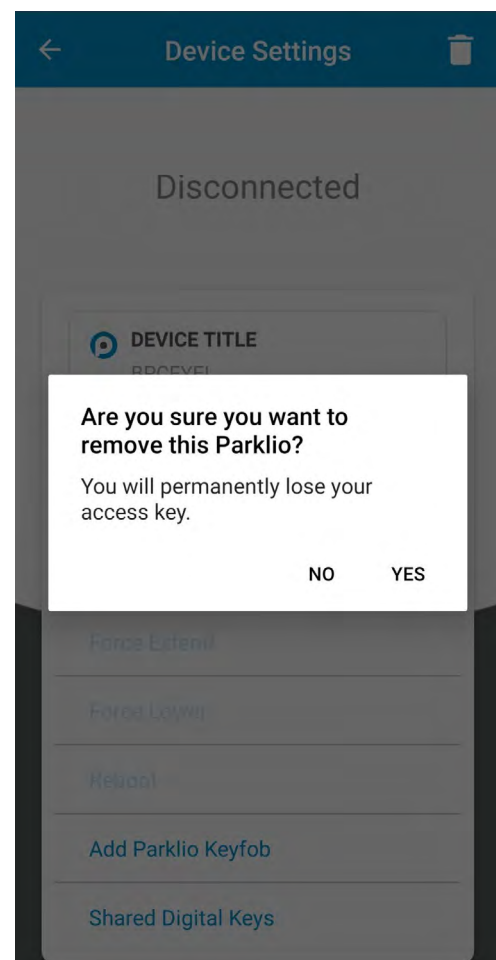 Device Settings
Disconnected
DEVICE TITLE
Are you sure you want to
remove this Parklio?
You will permanently lose your
access key.
NO YES
Force Extend
Force Lower
Reboot
Add Parklio Keyfob
Shared Digital Keys